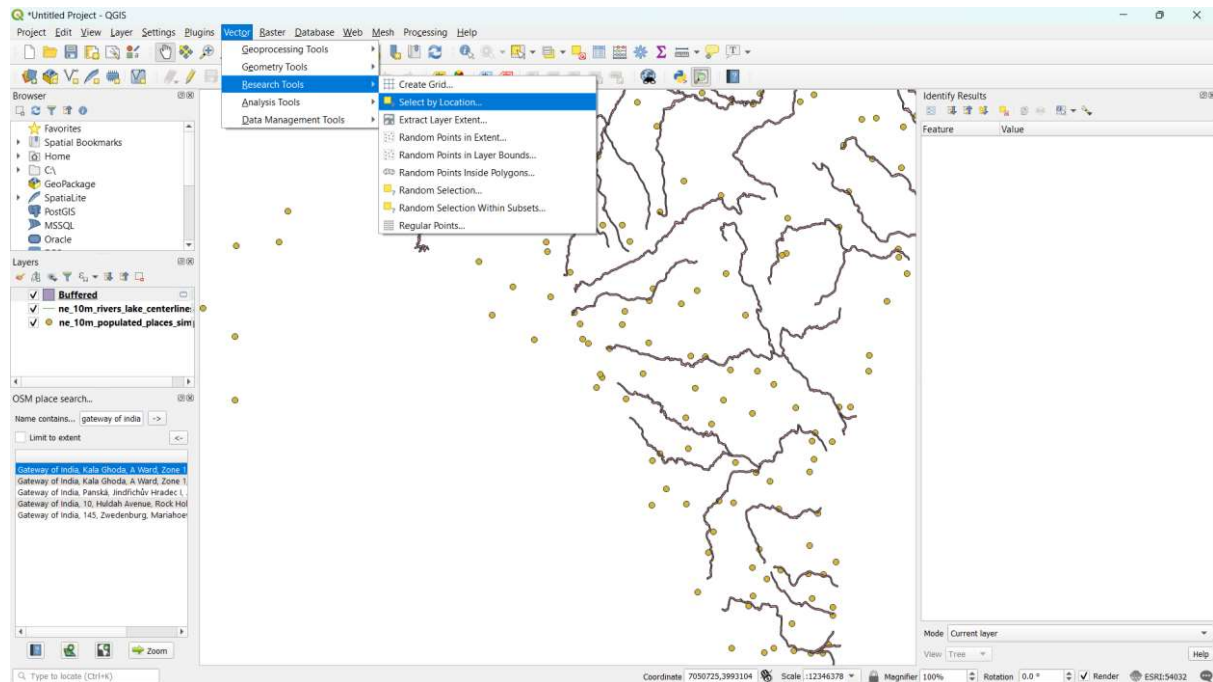 *Untitled Project - QGIS
Project Edit View Layer Settings Plugins Vector Raster Database Web Mesh Processing Help
Geoprocessing Tools
Geometry Tools
Research Tools
Analysis Tools
Data Management Tools
Create Grid...
Select by Location...
Extract Layer Extent...
Random Points in Extent...
Random Points in Layer Bounds...
Random Points Inside Polygons...
Random Selection...
Random Selection Within Subsets...
Regular Points...
Browser
Favorites
Spatial Bookmarks
Home
C:\
GeoPackage
SpatiaLite
PostGIS
MSSQL
Oracle
Layers
Buffered
ne_10m_rivers_lake_centerline
ne_10m_populated_places_sim
OSM place search...
Name contains... gateway of india ->
Limit to extent <-
Gateway of India, Kala Ghoda, A Ward, Zone 1
Gateway of India, Kala Ghoda, A Ward, Zone 1
Gateway of India, Panská, Jindřichův Hradec I,
Gateway of India, 10, Huldah Avenue, Rock Hol
Gateway of India, 145, Zwedenburg, Mariahoe
Zoom
Identify Results
Feature Value
Mode Current layer
View Tree Help
Type to locate (Ctrl+K) Coordinate 7050725,3993104 Scale :12346378 Magnifier 100% Rotation 0.0 ° Render ESRI:54032